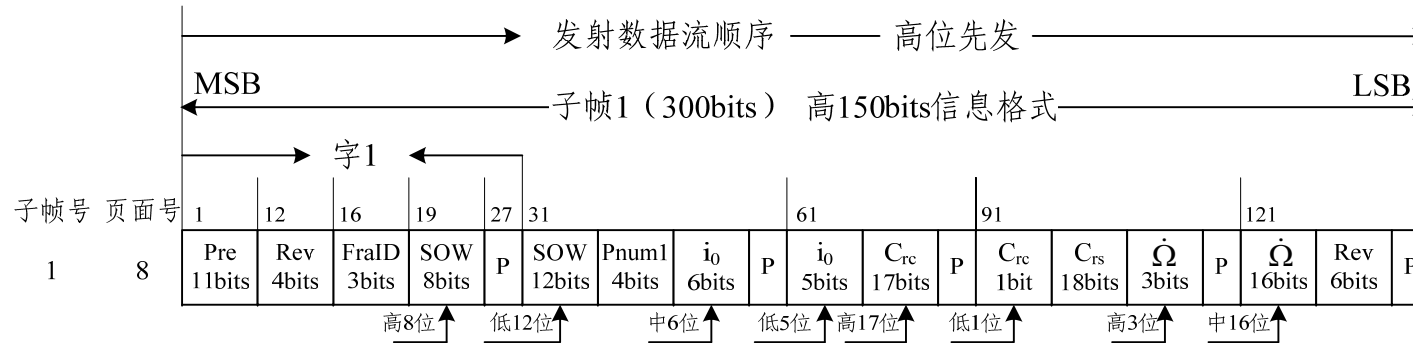 发射数据流顺序 高位先发
MSB LSB
子帧1（300bits）高150bits信息格式
字1
子帧号 页面号 1 12 16 19 27 31 61 91 121
1 8 Pre 11bits Rev 4bits FraID 3bits SOW 8bits P SOW 12bits Pnum1 4bits i₀ 6bits P i₀ 5bits Crc 17bits P Crc 1bit Crs 18bits Ω̇ 3bits P Ω̇ 16bits Rev 6bits P
高8位 低12位 中6位 低5位 高17位 低1位 高3位 中16位